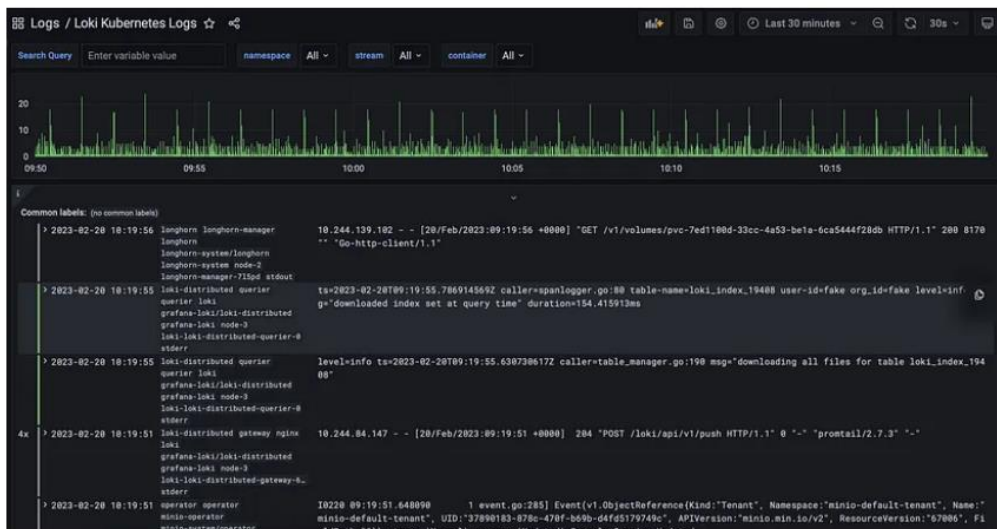 Logs / Loki Kubernetes Logs
Last 30 minutes
30s
Search Query Enter variable value namespace All stream All container All
20
10
0
09:50 09:55 10:00 10:05 10:10 10:15
Common labels: (no common labels)
2023-02-20 10:19:56 longhorn longhorn-manager 10.244.139.102 - - [20/Feb/2023:09:19:56 +0000] "GET /v1/volumes/pvc-7ed1100d-33cc-4a53-be1a-6ca5444f28db HTTP/1.1" 200 8170
longhorn "" "Go-http-client/1.1"
longhorn-system/longhorn
longhorn-system node-2
longhorn-manager-7l5pd stdout
2023-02-20 10:19:55 loki-distributed querier ts=2023-02-20T09:19:55.786914569Z caller=spanlogger.go:80 table-name=loki_index_19408 user-id=fake org_id=fake level=inf
querier loki g="downloaded index set at query time" duration=154.415913ms
grafana-loki/loki-distributed
grafana-loki node-3
loki-loki-distributed-querier-0
stderr
2023-02-20 10:19:55 loki-distributed querier level=info ts=2023-02-20T09:19:55.630730617Z caller=table_manager.go:190 msg="downloading all files for table loki_index_194
querier loki 08"
grafana-loki/loki-distributed
grafana-loki node-3
loki-loki-distributed-querier-0
stderr
4x 2023-02-20 10:19:51 loki-distributed gateway nginx 10.244.84.147 - - [20/Feb/2023:09:19:51 +0000] 204 "POST /loki/api/v1/push HTTP/1.1" 0 "-" "promtail/2.7.3" "-"
loki
grafana-loki/loki-distributed
grafana-loki node-3
loki-loki-distributed-gateway-6…
stderr
2023-02-20 10:19:51 operator operator I0220 09:19:51.648090 1 event.go:285] Event(v1.ObjectReference{Kind:"Tenant", Namespace:"minio-default-tenant", Name:"
minio-operator minio-default-tenant", UID:"37890183-878c-470f-b69b-d4fd5179749c", APIVersion:"minio.min.io/v2", ResourceVersion:"67006", Fi
minio-system/operator